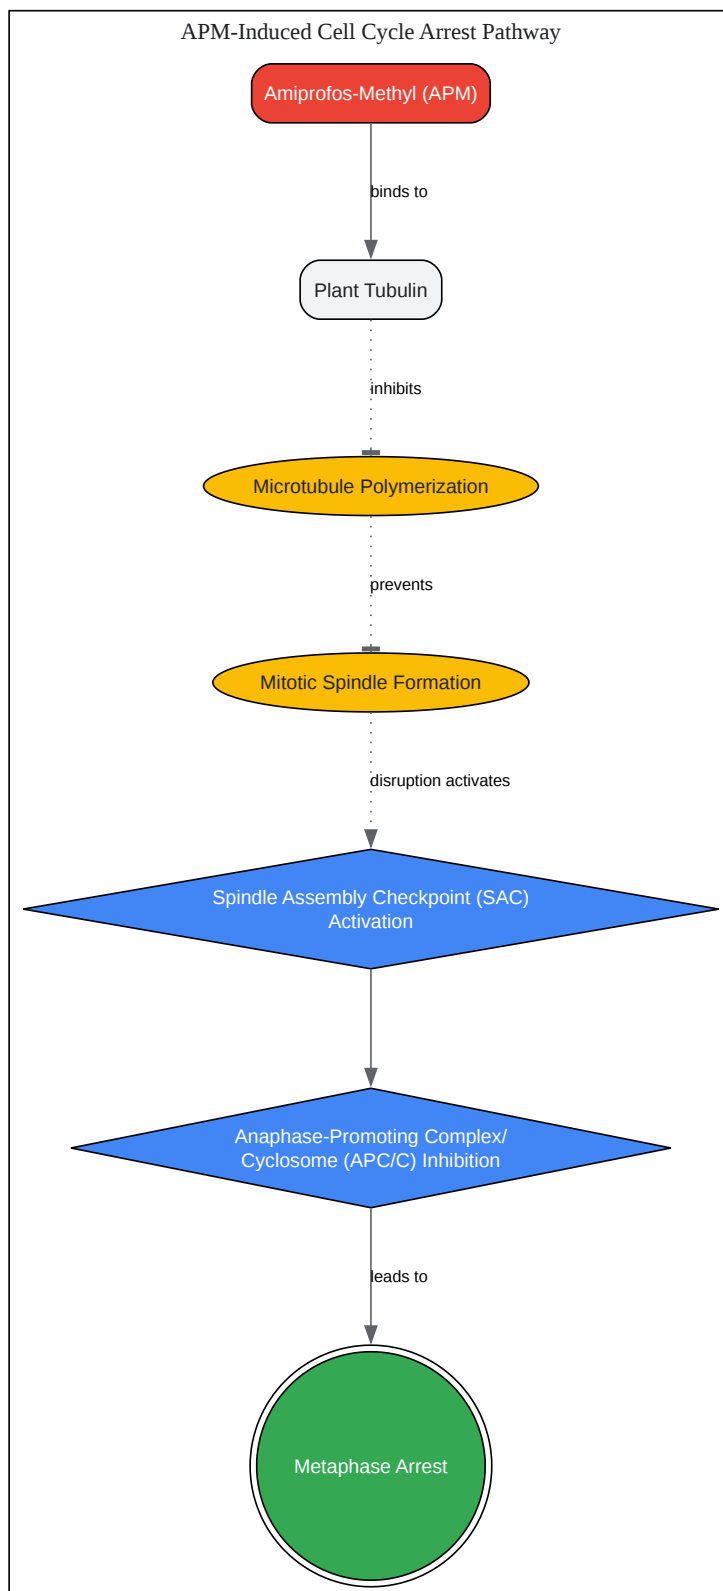 APM-Induced Cell Cycle Arrest Pathway
Amiprofos-Methyl (APM)
binds to
Plant Tubulin
inhibits
Microtubule Polymerization
prevents
Mitotic Spindle Formation
disruption activates
Spindle Assembly Checkpoint (SAC)
Activation
Anaphase-Promoting Complex/
Cyclosome (APC/C) Inhibition
leads to
Metaphase Arrest